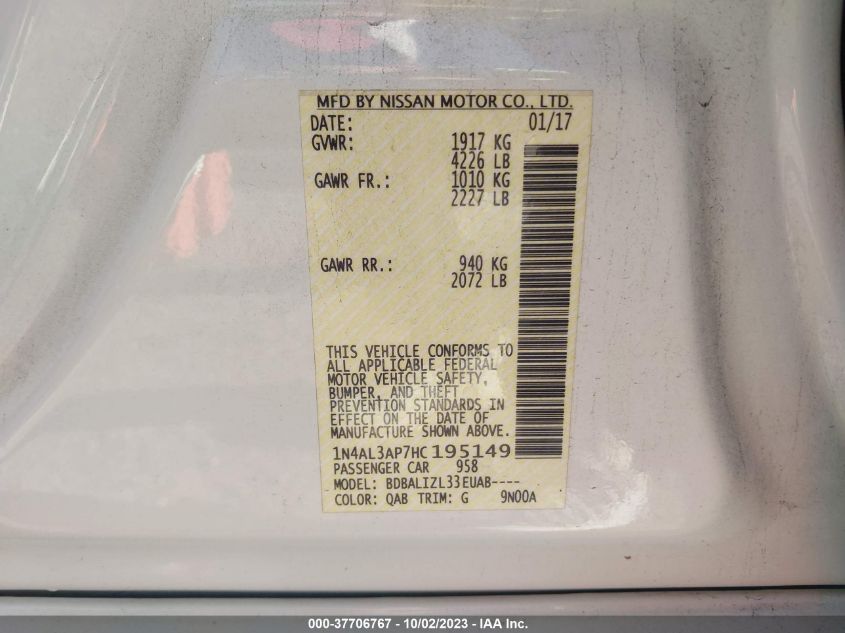 MFD BY NISSAN MOTOR CO., LTD.
DATE: 01/17
GVWR: 1917 KG
4226 LB
GAWR FR.: 1010 KG
2227 LB
GAWR RR.: 940 KG
2072 LB
THIS VEHICLE CONFORMS TO
ALL APPLICABLE FEDERAL
MOTOR VEHICLE SAFETY,
BUMPER, AND THEFT
PREVENTION STANDARDS IN
EFFECT ON THE DATE OF
MANUFACTURE SHOWN ABOVE.
1N4AL3AP7HC195149
PASSENGER CAR 958
MODEL: BDBALIZL33EUAB----
COLOR: QAB TRIM: G 9N00A
000-37706767 - 10/02/2023 - IAA Inc.